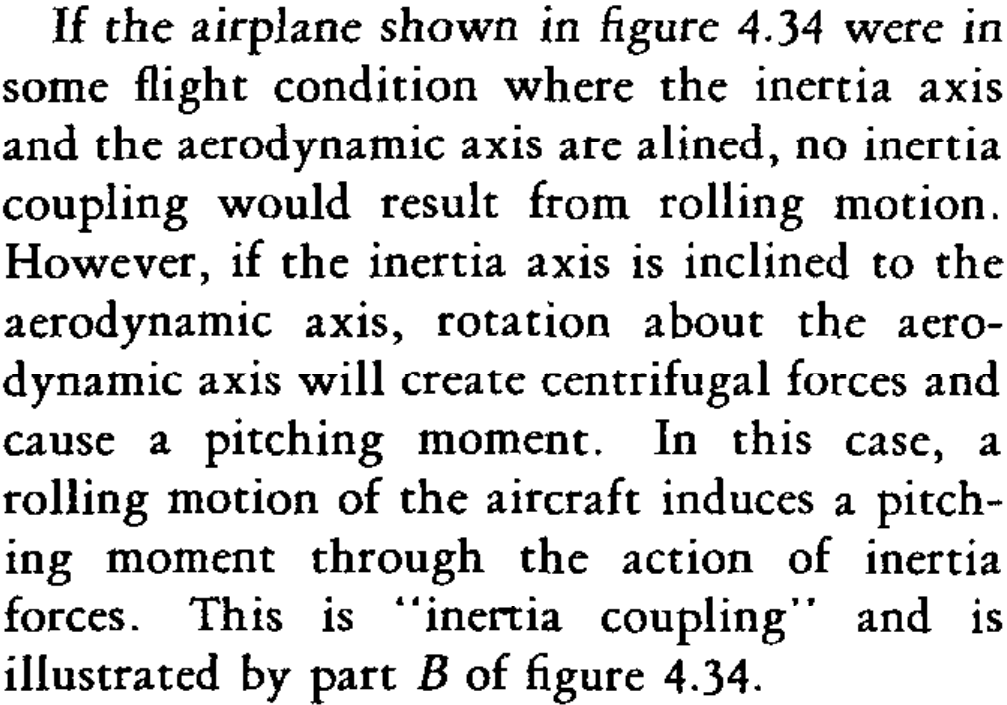 If the airplane shown in figure 4.34 were in
some flight condition where the inertia axis
and the aerodynamic axis are alined, no inertia
coupling would result from rolling motion.
However, if the inertia axis is inclined to the
aerodynamic axis, rotation about the aero-
dynamic axis will create centrifugal forces and
cause a pitching moment. In this case, a
rolling motion of the aircraft induces a pitch-
ing moment through the action of inertia
forces. This is “inertia coupling” and is
illustrated by part B of figure 4.34.